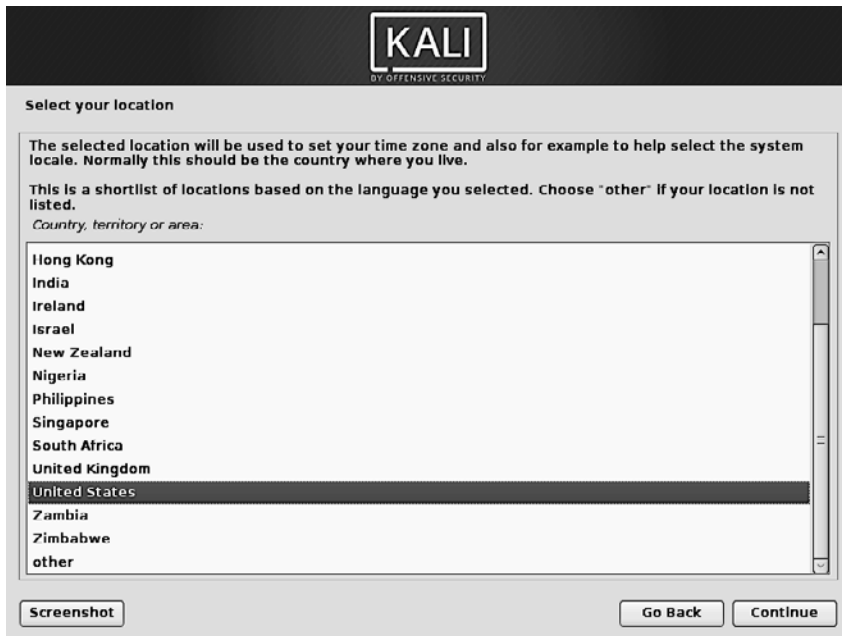 KALI
BY OFFENSIVE SECURITY
Select your location
The selected location will be used to set your time zone and also for example to help select the system
locale. Normally this should be the country where you live.
This is a shortlist of locations based on the language you selected. Choose "other" if your location is not
listed.
Country, territory or area:
Hong Kong
India
Ireland
Israel
New Zealand
Nigeria
Philippines
Singapore
South Africa
United Kingdom
United States
Zambia
Zimbabwe
other
Screenshot
Go Back
Continue